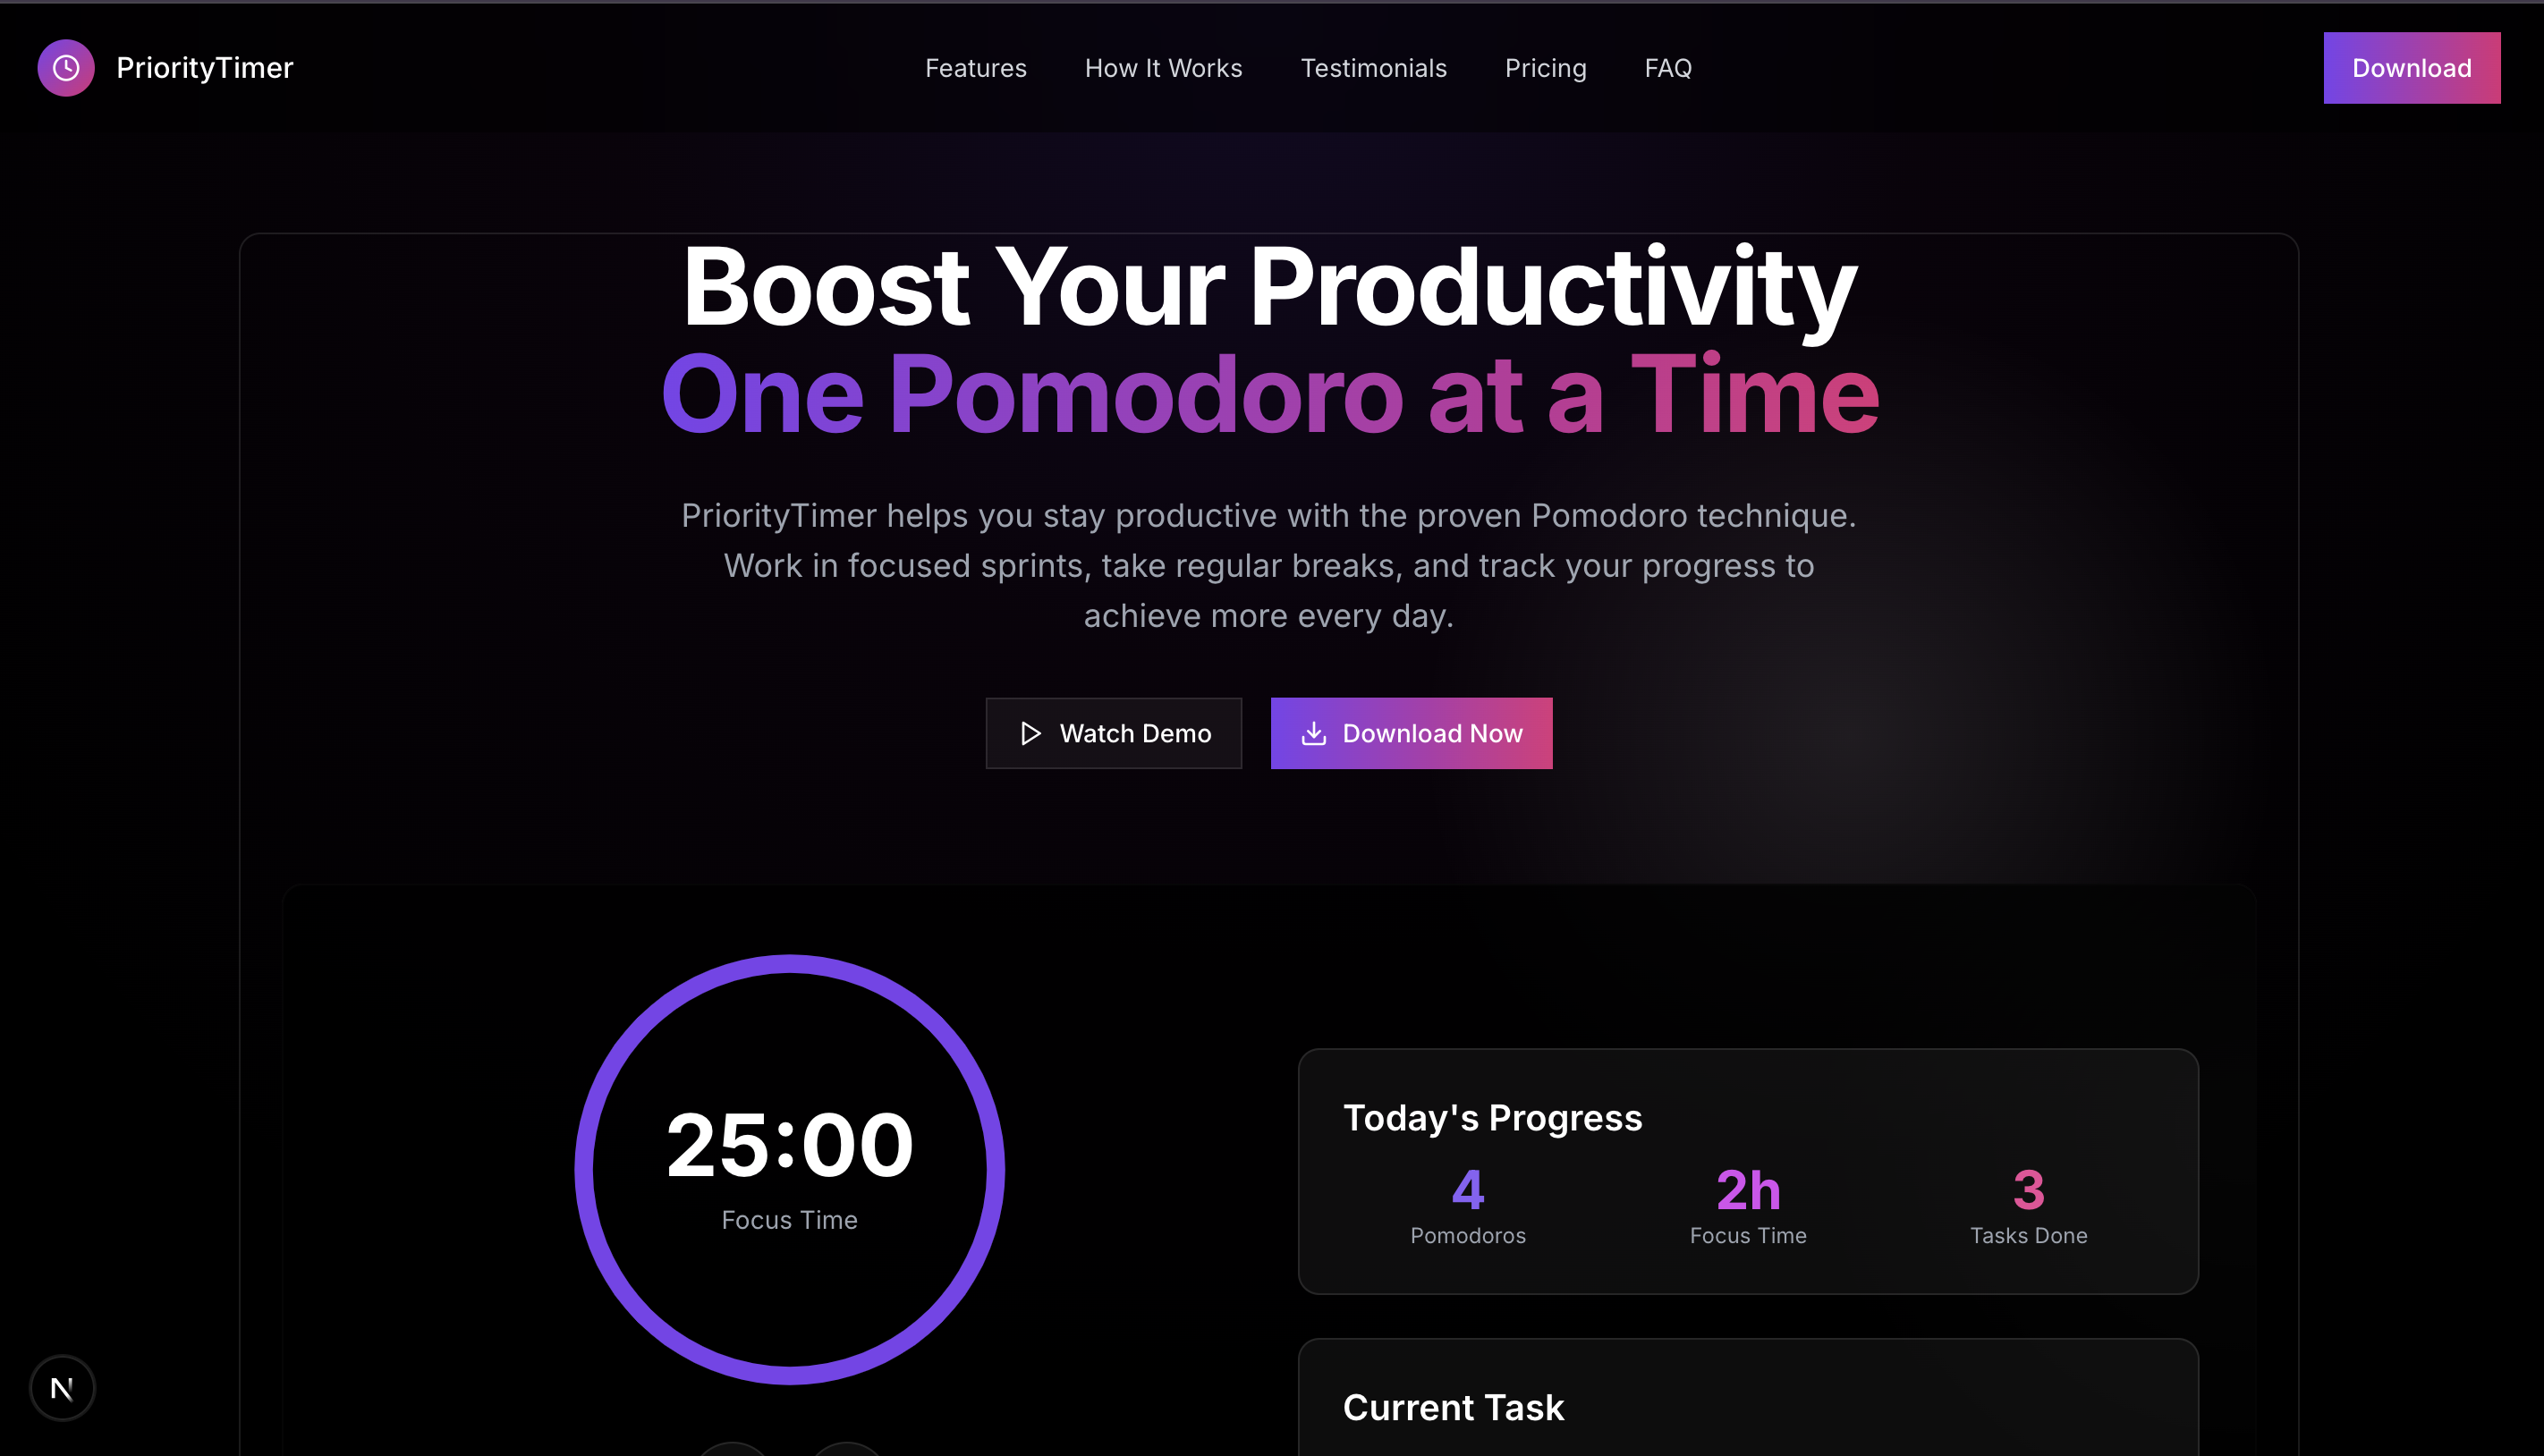 PriorityTimer
Features
How It Works
Testimonials
Pricing
FAQ
Download
Boost Your Productivity
One Pomodoro at a Time
PriorityTimer helps you stay productive with the proven Pomodoro technique.
Work in focused sprints, take regular breaks, and track your progress to
achieve more every day.
Watch Demo
Download Now
25:00
Focus Time
Today's Progress
4
Pomodoros
2h
Focus Time
3
Tasks Done
Current Task
N